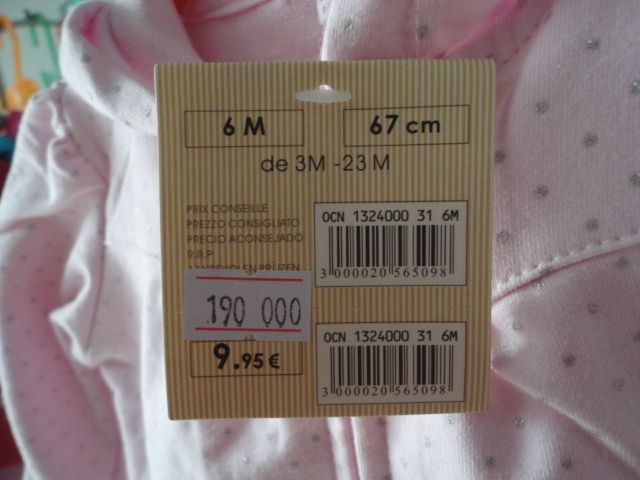 6 M
67 cm
de 3M -23 M
PRIX CONSEILLE
PREZZO CONSIGLIATO
PRECIO ACONSEJADO
R.R.P
OCN 1324000 31 6M
3 000020 565098
190 000
9.95€
OCN 1324000 31 6M
3 000020 565098